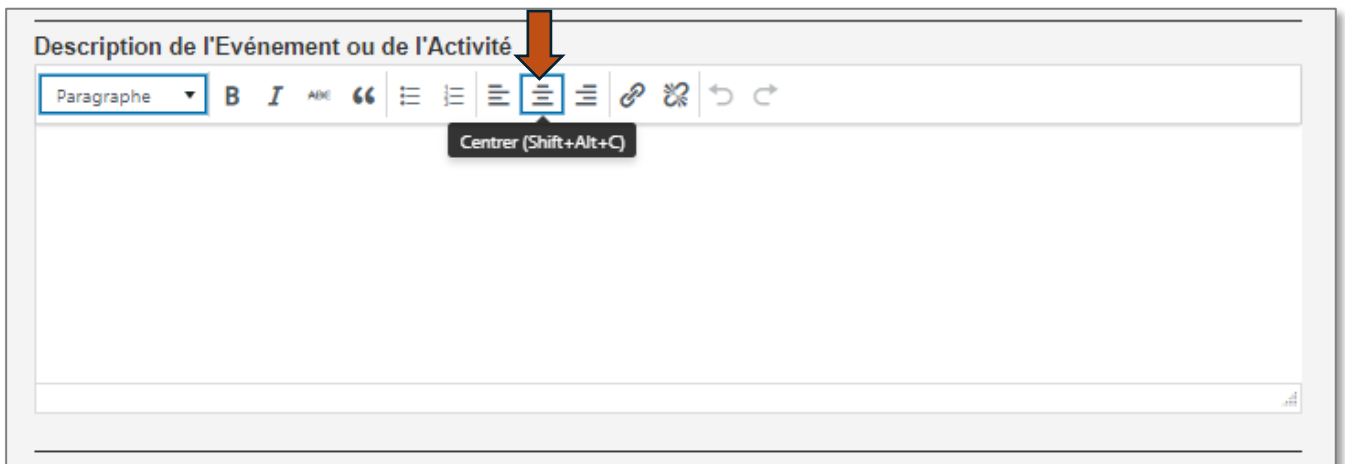 Description de l'Evénement ou de l'Activité
Paragraphe B I ABC
Centrer (Shift+Alt+C)